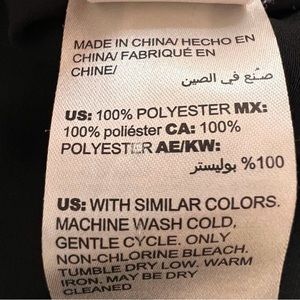 MADE IN CHINA/ HECHO EN
CHINA/ FABRIQUÉ EN
CHINE/
صنع في الصين
US: 100% POLYESTER MX:
100% poliéster CA: 100%
POLYESTER AE/KW:
100% بوليستر
US: WITH SIMILAR COLORS.
MACHINE WASH COLD,
GENTLE CYCLE. ONLY
NON-CHLORINE BLEACH.
TUMBLE DRY LOW. WARM
IRON. MAY BE DRY
CLEANED